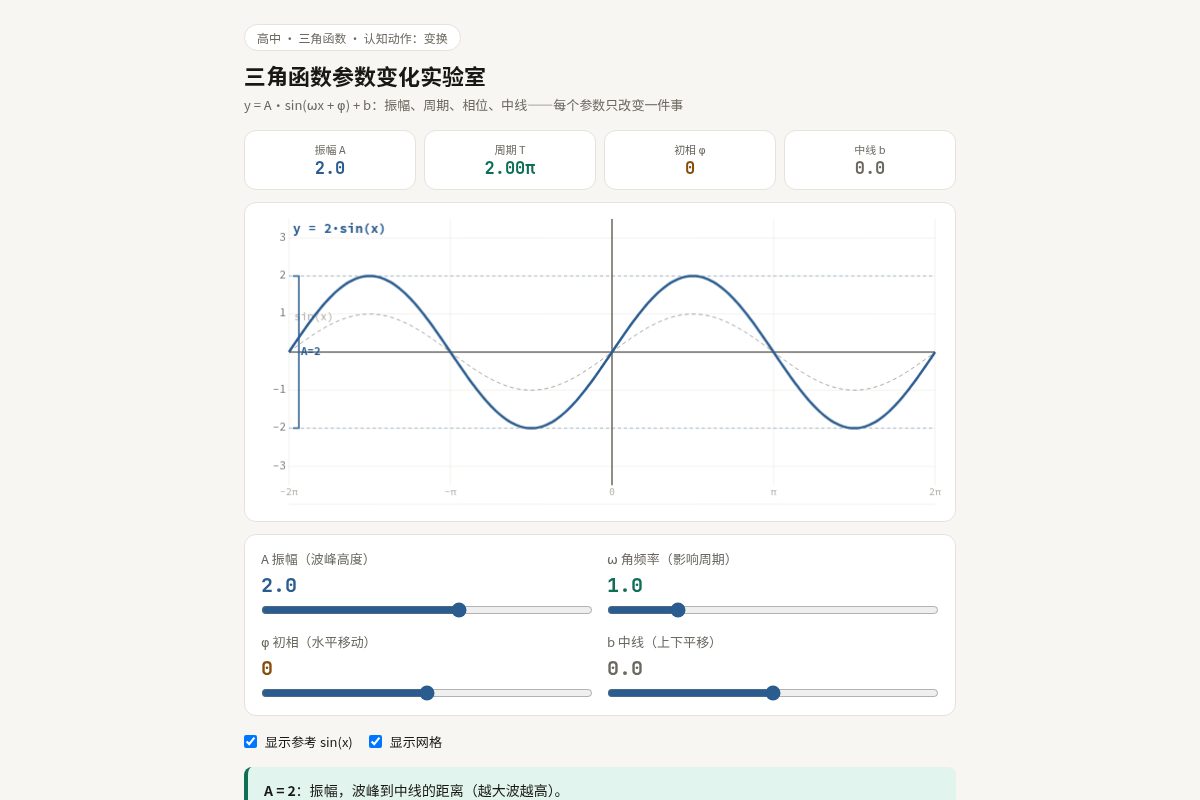 高中 · 三角函数 · 认知动作：变换
三角函数参数变化实验室
y = A · sin(ωx + φ) + b：振幅、周期、相位、中线——每个参数只改变一件事
振幅 A
2.0
周期 T
2.00π
初相 φ
0
中线 b
0.0
y = 2·sin(x)
3
2
1
sin(x)
A=2
−1
−2
−3
−2π
−π
0
π
2π
A 振幅（波峰高度）
2.0
ω 角频率（影响周期）
1.0
φ 初相（水平移动）
0
b 中线（上下平移）
0.0
显示参考 sin(x)
显示网格
A = 2：振幅，波峰到中线的距离（越大波越高）。